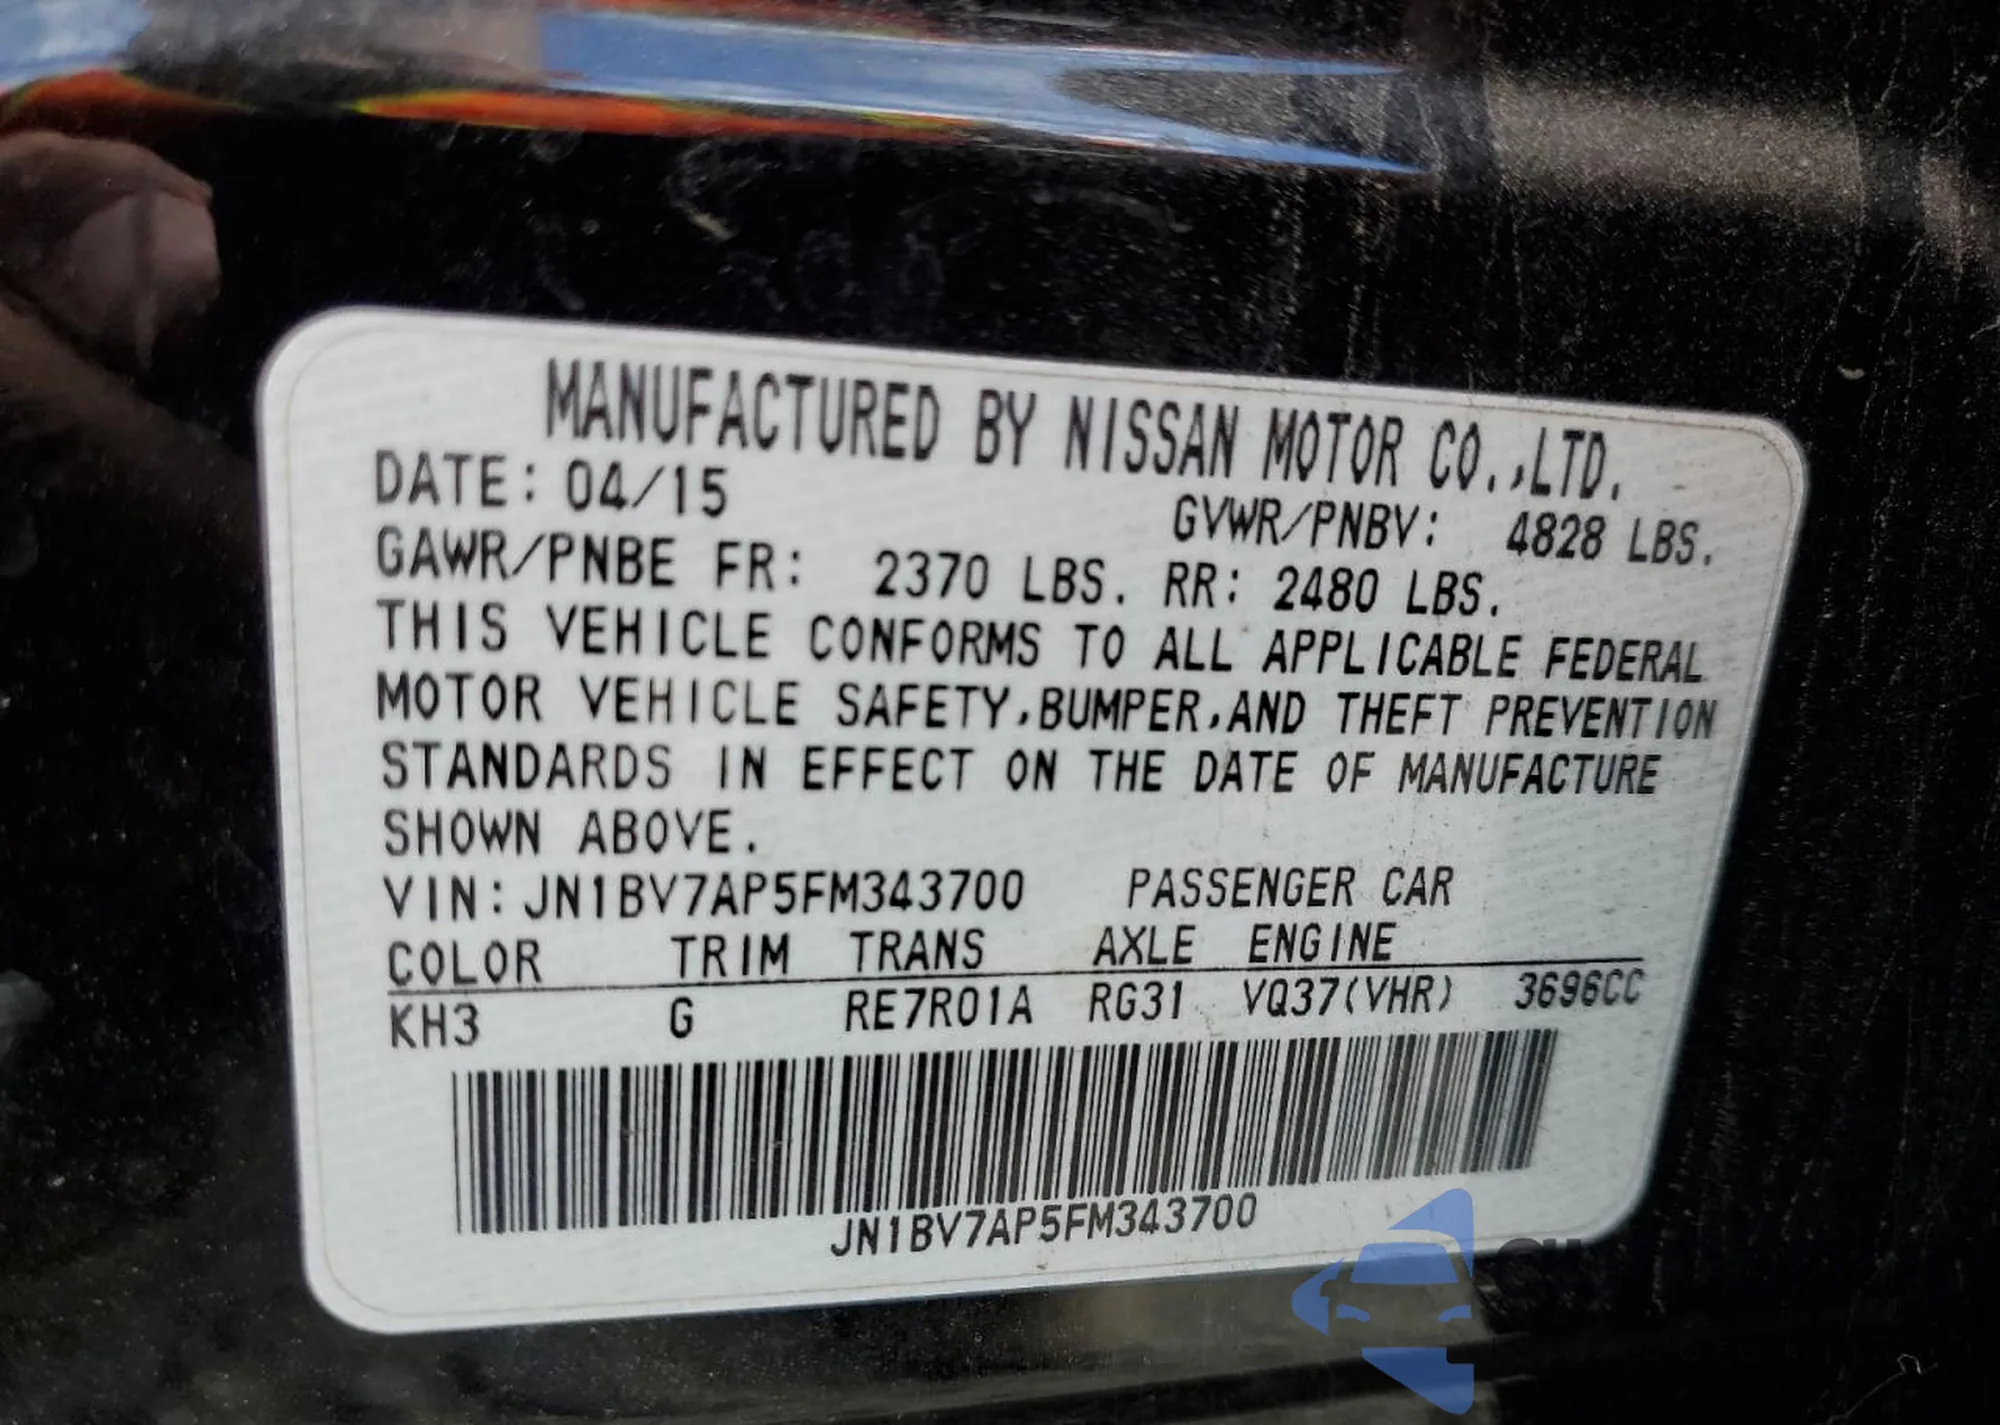 MANUFACTURED BY NISSAN MOTOR CO.,LTD.
DATE: 04/15 GVWR/PNBV: 4828 LBS.
GAWR/PNBE FR: 2370 LBS. RR: 2480 LBS.
THIS VEHICLE CONFORMS TO ALL APPLICABLE FEDERAL
MOTOR VEHICLE SAFETY,BUMPER,AND THEFT PREVENTION
STANDARDS IN EFFECT ON THE DATE OF MANUFACTURE
SHOWN ABOVE.
VIN: JN1BV7AP5FM343700 PASSENGER CAR
COLOR TRIM TRANS AXLE ENGINE
KH3 G RE7R01A RG31 VQ37(VHR) 3696CC
JN1BV7AP5FM343700